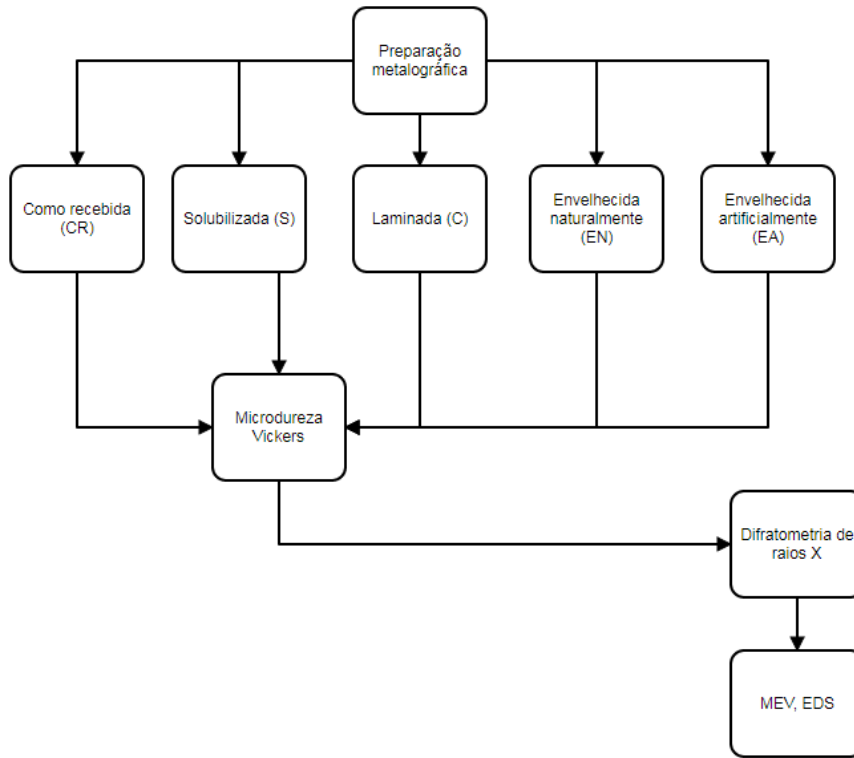 Preparação
metalográfica
Como recebida
(CR)
Solubilizada (S)
Laminada (C)
Envelhecida
naturalmente
(EN)
Envelhecida
artificialmente
(EA)
Microdureza
Vickers
Difratometria de
raios X
MEV, EDS